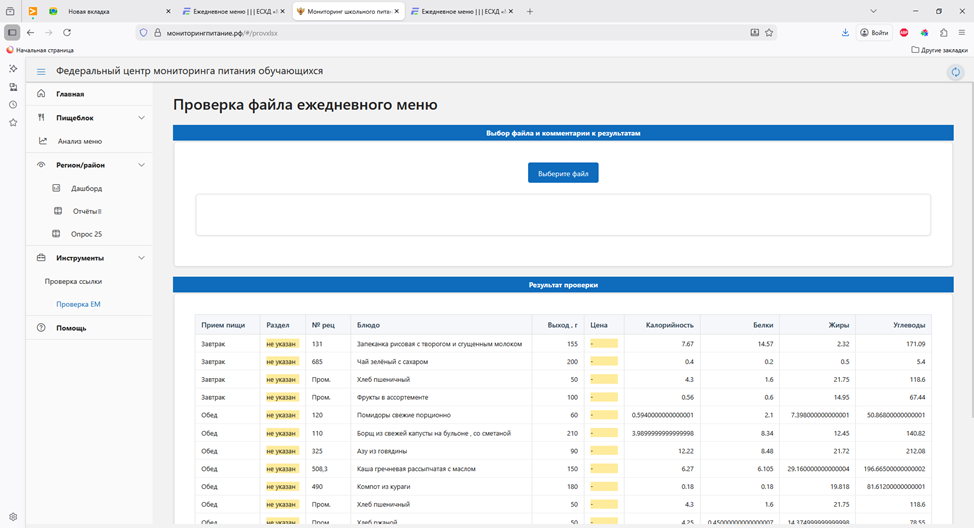 Новая вкладка
Ежедневное меню | | | ЕСХД «
Мониторинг школьного пита
Ежедневное меню | | | ЕСХД «
мониторингпитание.рф/#/provxlsx
Войти
Начальная страница
Другие закладки
Федеральный центр мониторинга питания обучающихся
Главная
Пищеблок
Анализ меню
Регион/район
Дашборд
Отчёты
Опрос 25
Инструменты
Проверка ссылки
Проверка ЕМ
Помощь
Проверка файла ежедневного меню
Выбор файла и комментарии к результатам
Выберите файл
Результат проверки
Прием пищи Раздел № рец Блюдо Выход , г Цена Калорийность Белки Жиры Углеводы
Завтрак не указан 131 Запеканка рисовая с творогом и сгущенным молоком 155 - 7.67 14.57 2.32 171.09
Завтрак не указан 685 Чай зелёный с сахаром 200 - 0.4 0.2 0.5 5.4
Завтрак не указан Пром. Хлеб пшеничный 50 - 4.3 1.6 21.75 118.6
Завтрак не указан Пром. Фрукты в ассортементе 100 - 0.56 0.6 14.95 67.44
Обед не указан 120 Помидоры свежие порционно 60 - 0.5940000000000001 2.1 7.398000000000001 50.86800000000001
Обед не указан 110 Борщ из свежей капусты на бульоне , со сметаной 210 - 3.9899999999999998 8.34 12.45 140.82
Обед не указан 325 Азу из говядины 90 - 12.22 8.48 21.72 212.08
Обед не указан 508,3 Каша гречневая рассыпчатая с маслом 150 - 6.27 6.105 29.160000000000004 196.66500000000002
Обед не указан 490 Компот из кураги 180 - 0.18 0.18 19.818 81.61200000000001
Обед не указан Пром. Хлеб пшеничный 50 - 4.3 1.6 21.75 118.6
Обед не указан Пром. Хлеб ржаной 50 - 4.25 0.45000000000000007 14.374999999999998 78.55